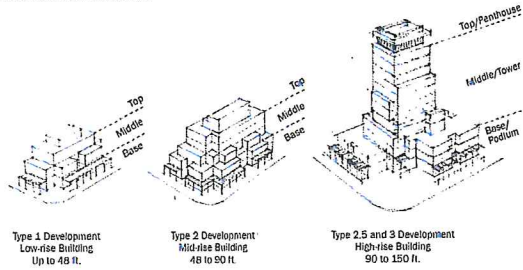 Top
Middle
Base
Top
Middle
Base
Top/Penthouse
Middle/Tower
Base/
Podium
Type 1 Development
Low-rise Building
Up to 48 ft.
Type 2 Development
Mid-rise Building
48 to 90 ft.
Type 2.5 and 3 Development
High-rise Building
90 to 150 ft.